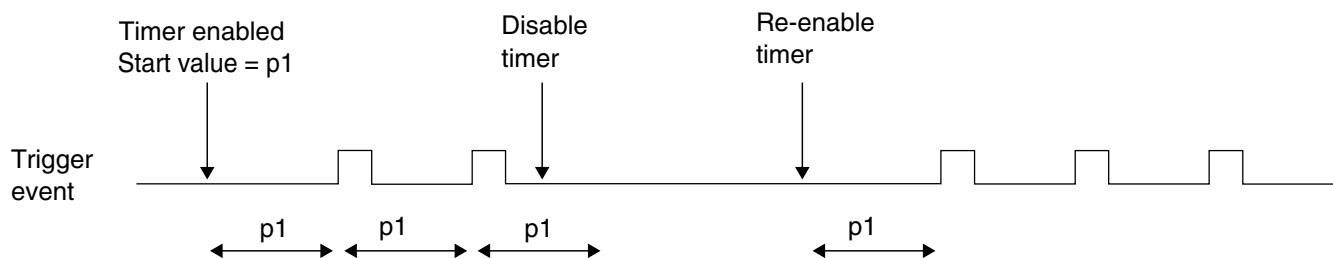 Timer enabled
Start value = p1
Disable
timer
Re-enable
timer
Trigger
event
p1
p1
p1
p1